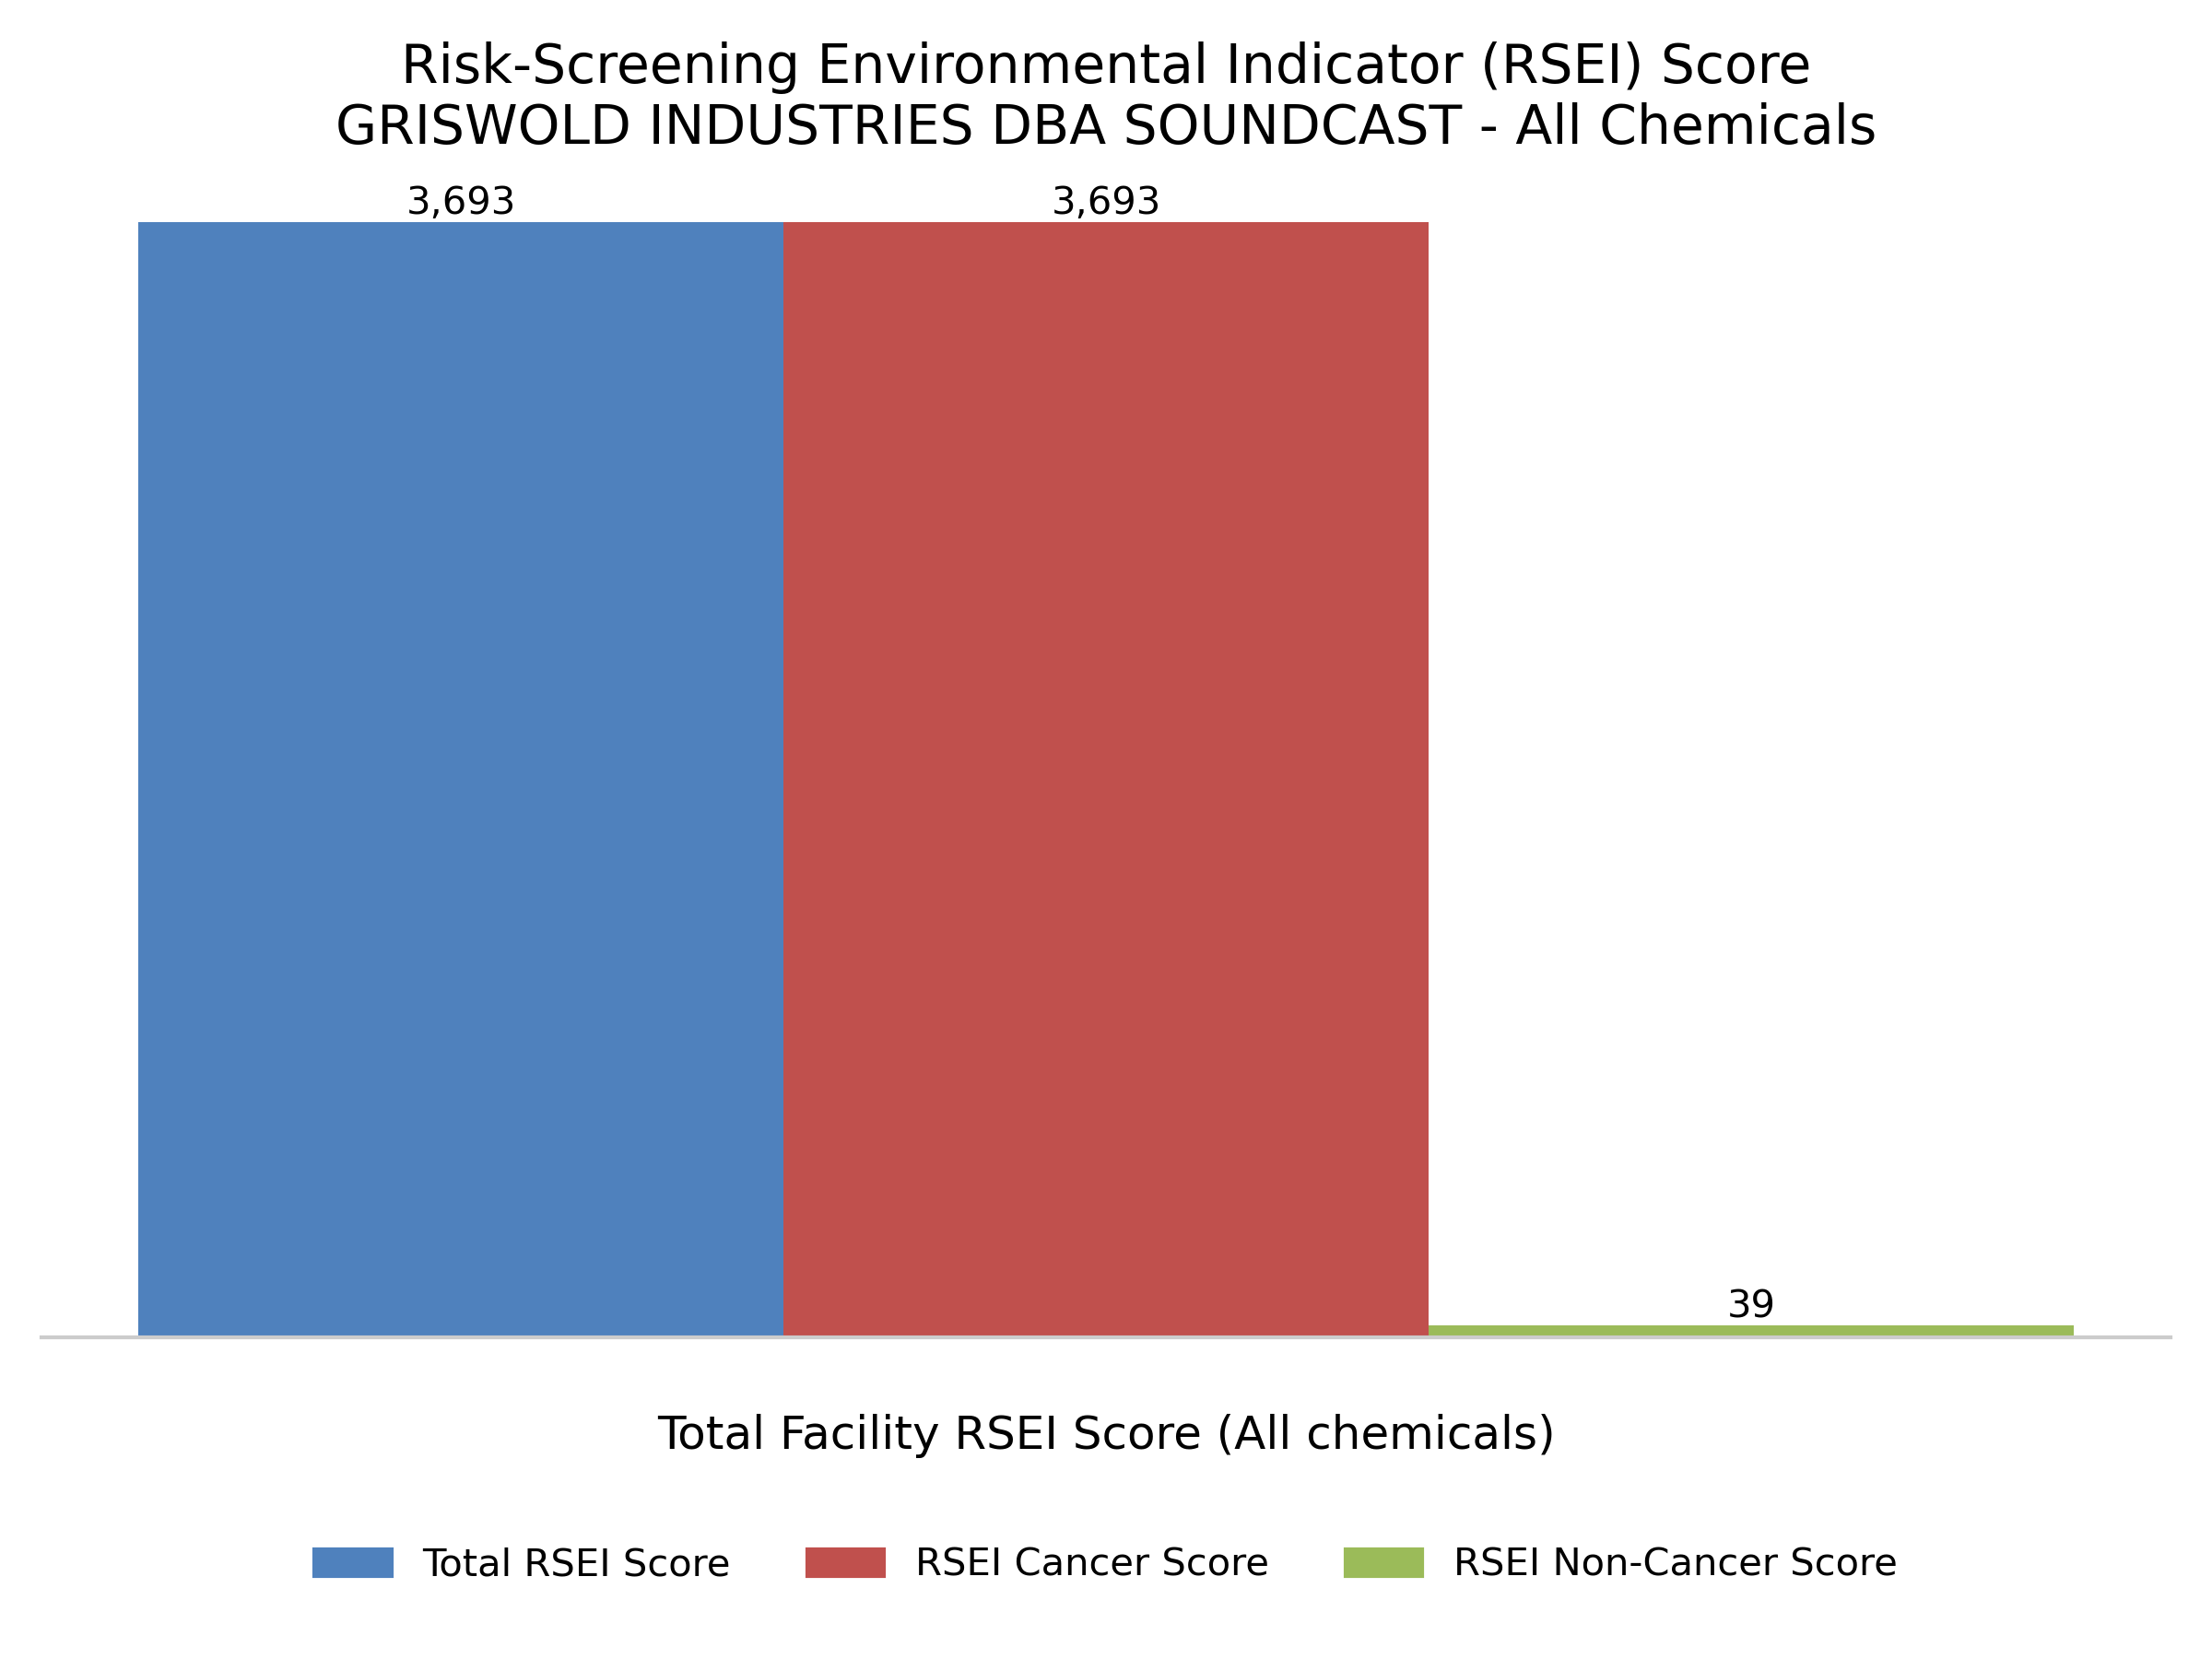 Risk-Screening Environmental Indicator (RSEI) Score
GRISWOLD INDUSTRIES DBA SOUNDCAST - All Chemicals
3,693
3,693
39
Total Facility RSEI Score (All chemicals)
Total RSEI Score
RSEI Cancer Score
RSEI Non-Cancer Score